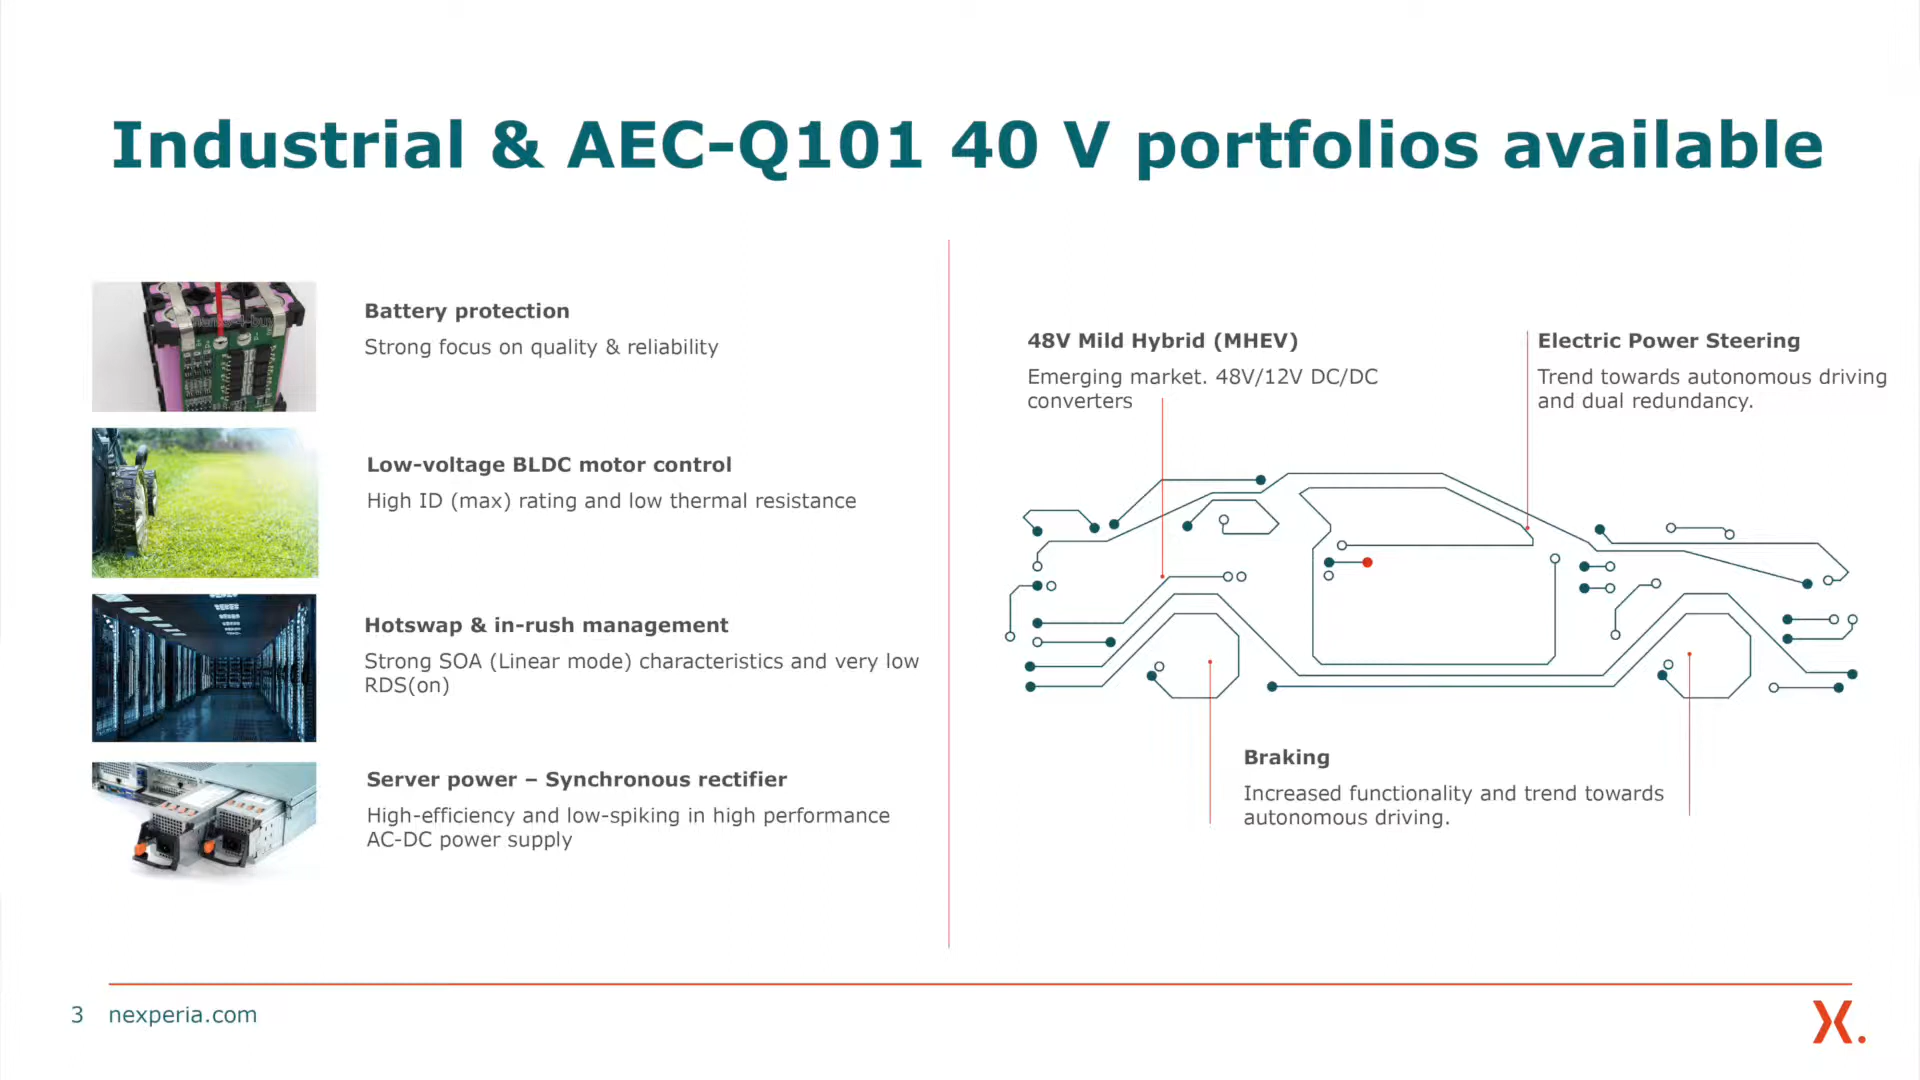 Industrial & AEC-Q101 40 V portfolios available
Battery protection
Strong focus on quality & reliability
Low-voltage BLDC motor control
High ID (max) rating and low thermal resistance
Hotswap & in-rush management
Strong SOA (Linear mode) characteristics and very low
RDS(on)
Server power – Synchronous rectifier
High-efficiency and low-spiking in high performance
AC-DC power supply
48V Mild Hybrid (MHEV)
Emerging market. 48V/12V DC/DC
converters
Electric Power Steering
Trend towards autonomous driving
and dual redundancy.
Braking
Increased functionality and trend towards
autonomous driving.
3 nexperia.com